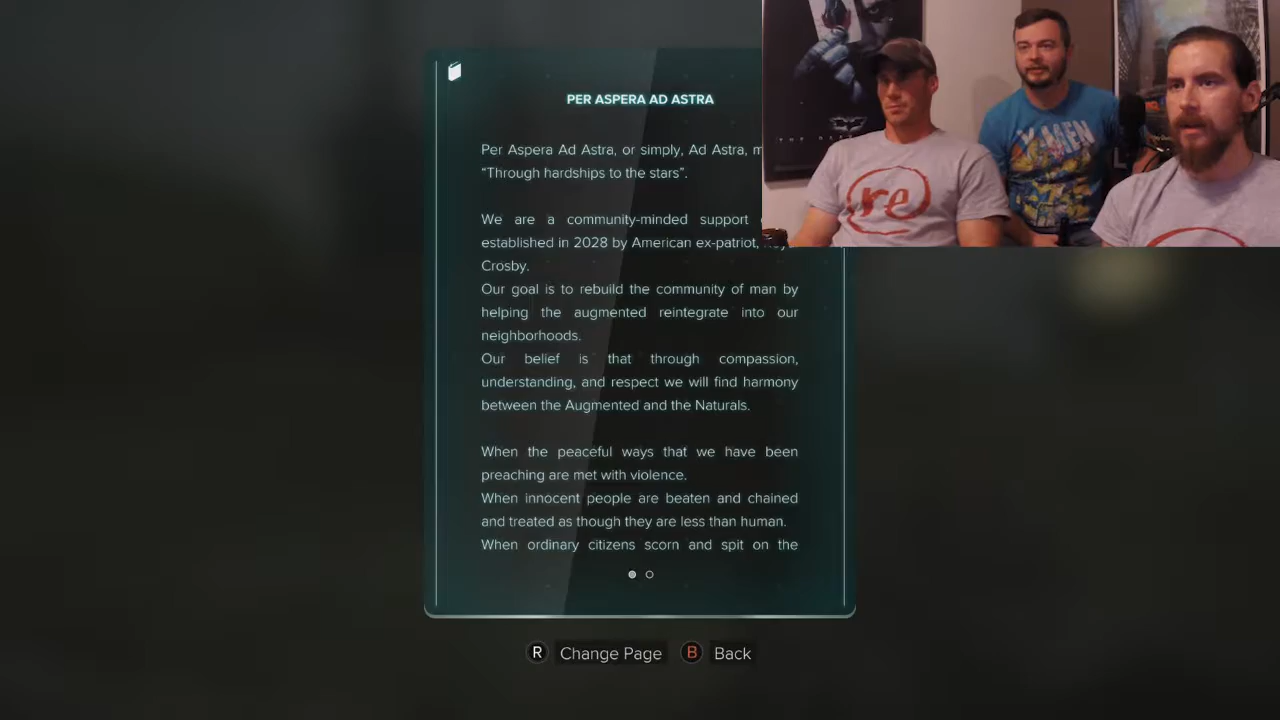 PER ASPERA AD ASTRA
Per Aspera Ad Astra, or simply, Ad Astra,
“Through hardships to the stars”.
We are a community-minded support
established in 2028 by American ex-patriot,
Crosby.
Our goal is to rebuild the community of man by
helping the augmented reintegrate into our
neighborhoods.
Our belief is that through compassion,
understanding, and respect we will find harmony
between the Augmented and the Naturals.
When the peaceful ways that we have been
preaching are met with violence.
When innocent people are beaten and chained
and treated as though they are less than human.
When ordinary citizens scorn and spit on the
R Change Page B Back
re
X-MEN